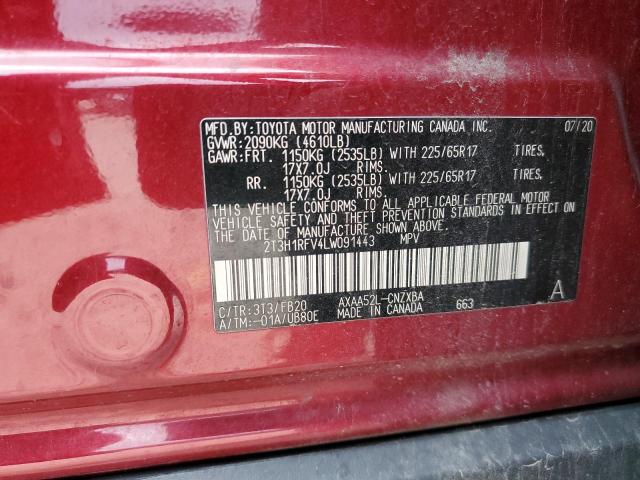 MFD.BY:TOYOTA MOTOR MANUFACTURING CANADA INC. 07/20
GVWR:2090KG (4610LB)
GAWR:FRT. 1150KG (2535LB) WITH 225/65R17 TIRES.
17X7.0J RIMS
RR. 1150KG (2535LB) WITH 225/65R17 TIRES.
17X7.0J RIMS
THIS VEHICLE CONFORMS TO ALL APPLICABLE FEDERAL MOTOR
VEHICLE SAFETY AND THEFT PREVENTION STANDARDS IN EFFECT
ON THE DATE OF MANUFACTURE SHOWN ABOVE.
2T3H1RFV4LW091443 MPV
C/TR:3T3/FB20 AXAA52L-CNZXBA A
A/TM:-01A/UB80E MADE IN CANADA 663